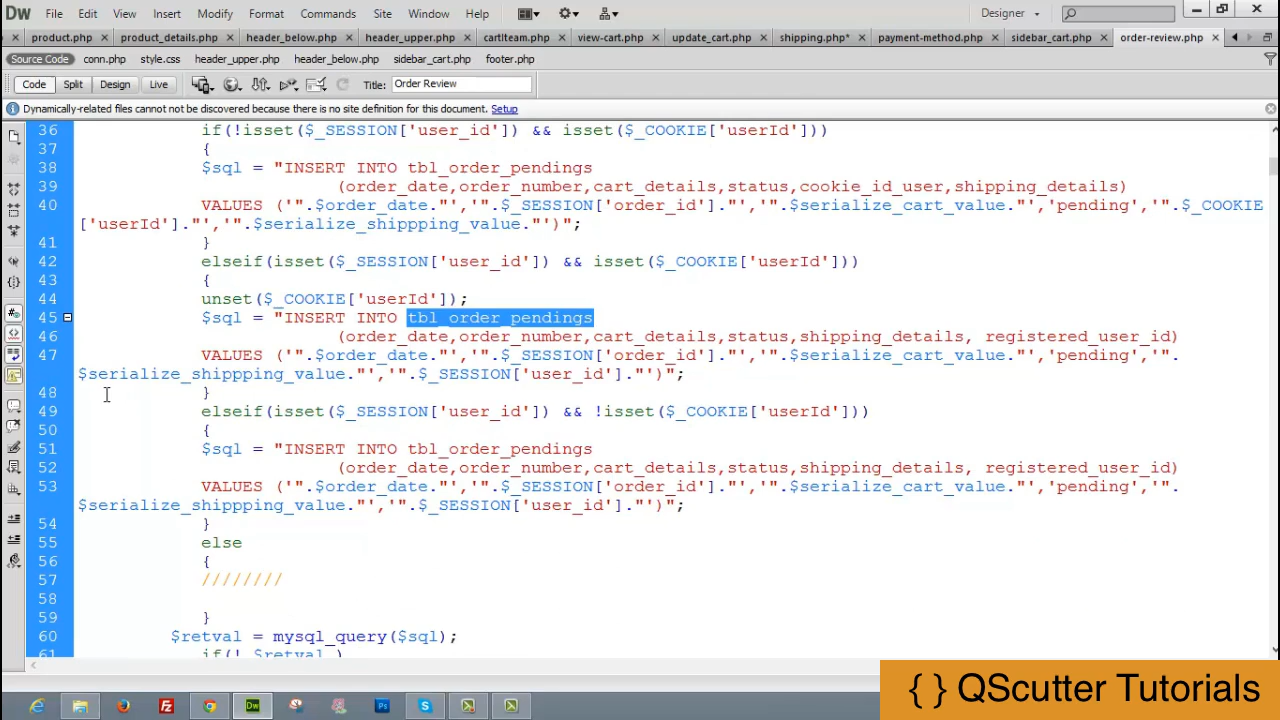 Dw File Edit View Insert Modify Format Commands Site Window Help Designer
product.php × product_details.php × header_below.php × header_upper.php × cartIteam.php × view-cart.php × update_cart.php × shipping.php* × payment-method.php × sidebar_cart.php × order-review.php ×
Source Code conn.php style.css header_upper.php header_below.php sidebar_cart.php footer.php
Code Split Design Live Title: Order Review
Dynamically-related files cannot not be discovered because there is no site definition for this document. Setup
36 if(!isset($_SESSION['user_id']) && isset($_COOKIE['userId']))
37 {
38 $sql = "INSERT INTO tbl_order_pendings
39 (order_date,order_number,cart_details,status,cookie_id_user,shipping_details)
40 VALUES ('".$order_date."','".$_SESSION['order_id']."','".$serialize_cart_value."','pending','".$_COOKIE
['userId']."','".$serialize_shippping_value."')";
41 }
42 elseif(isset($_SESSION['user_id']) && isset($_COOKIE['userId']))
43 {
44 unset($_COOKIE['userId']);
45 $sql = "INSERT INTO tbl_order_pendings
46 (order_date,order_number,cart_details,status,shipping_details, registered_user_id)
47 VALUES ('".$order_date."','".$_SESSION['order_id']."','".$serialize_cart_value."','pending','".
$serialize_shippping_value."','".$_SESSION['user_id']."')";
48 }
49 elseif(isset($_SESSION['user_id']) && !isset($_COOKIE['userId']))
50 {
51 $sql = "INSERT INTO tbl_order_pendings
52 (order_date,order_number,cart_details,status,shipping_details, registered_user_id)
53 VALUES ('".$order_date."','".$_SESSION['order_id']."','".$serialize_cart_value."','pending','".
$serialize_shippping_value."','".$_SESSION['user_id']."')";
54 }
55 else
56 {
57 ////////
58
59 }
60 $retval = mysql_query($sql);
61 if(! $retval )
{ } QScutter Tutorials